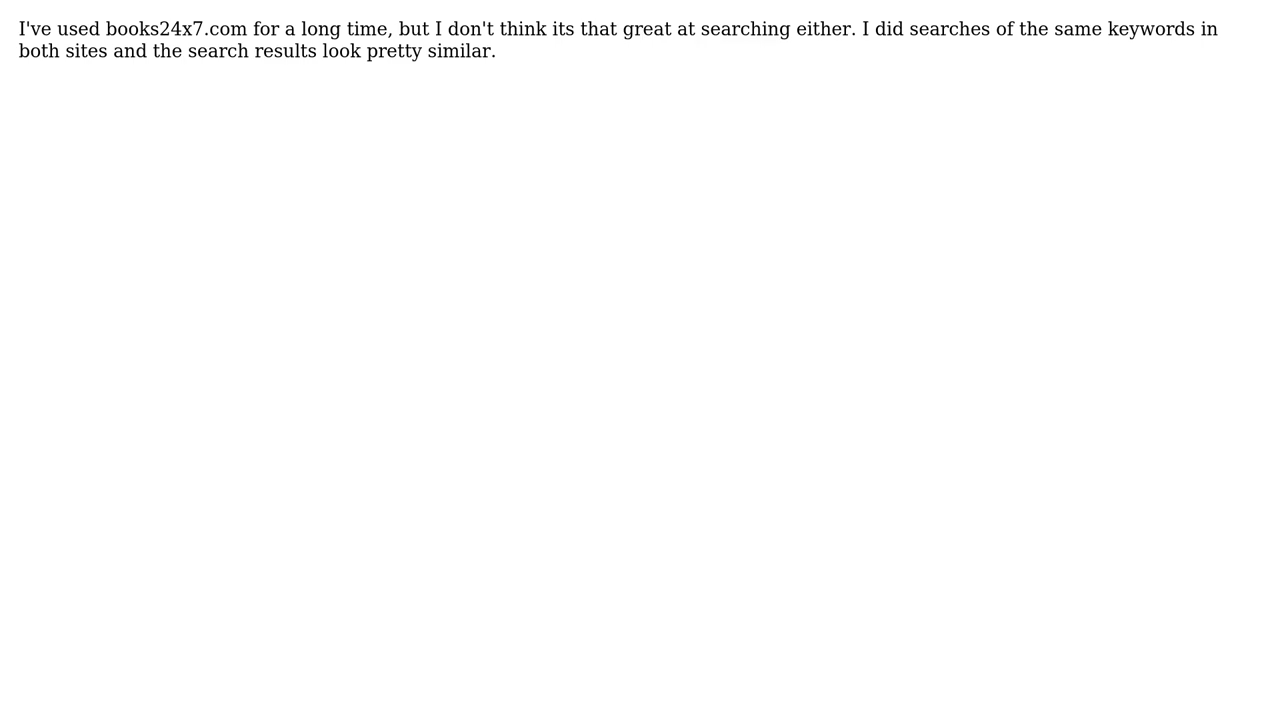 I've used books24x7.com for a long time, but I don't think its that great at searching either. I did searches of the same keywords in
both sites and the search results look pretty similar.